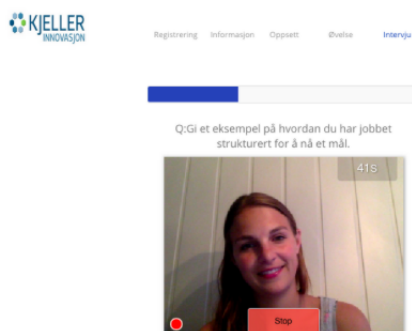 KJELLER
INNOVASJON
Registrering Informasjon Oppsett Øvelse Intervju
Q:Gi et eksempel på hvordan du har jobbet
strukturert for å nå et mål.
41s
Stop